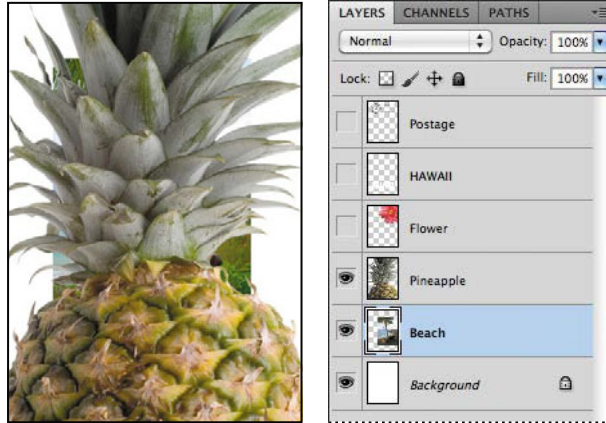 LAYERS CHANNELS PATHS
Normal Opacity: 100%
Lock: Fill: 100%
Postage
HAWAII
Flower
Pineapple
Beach
Background